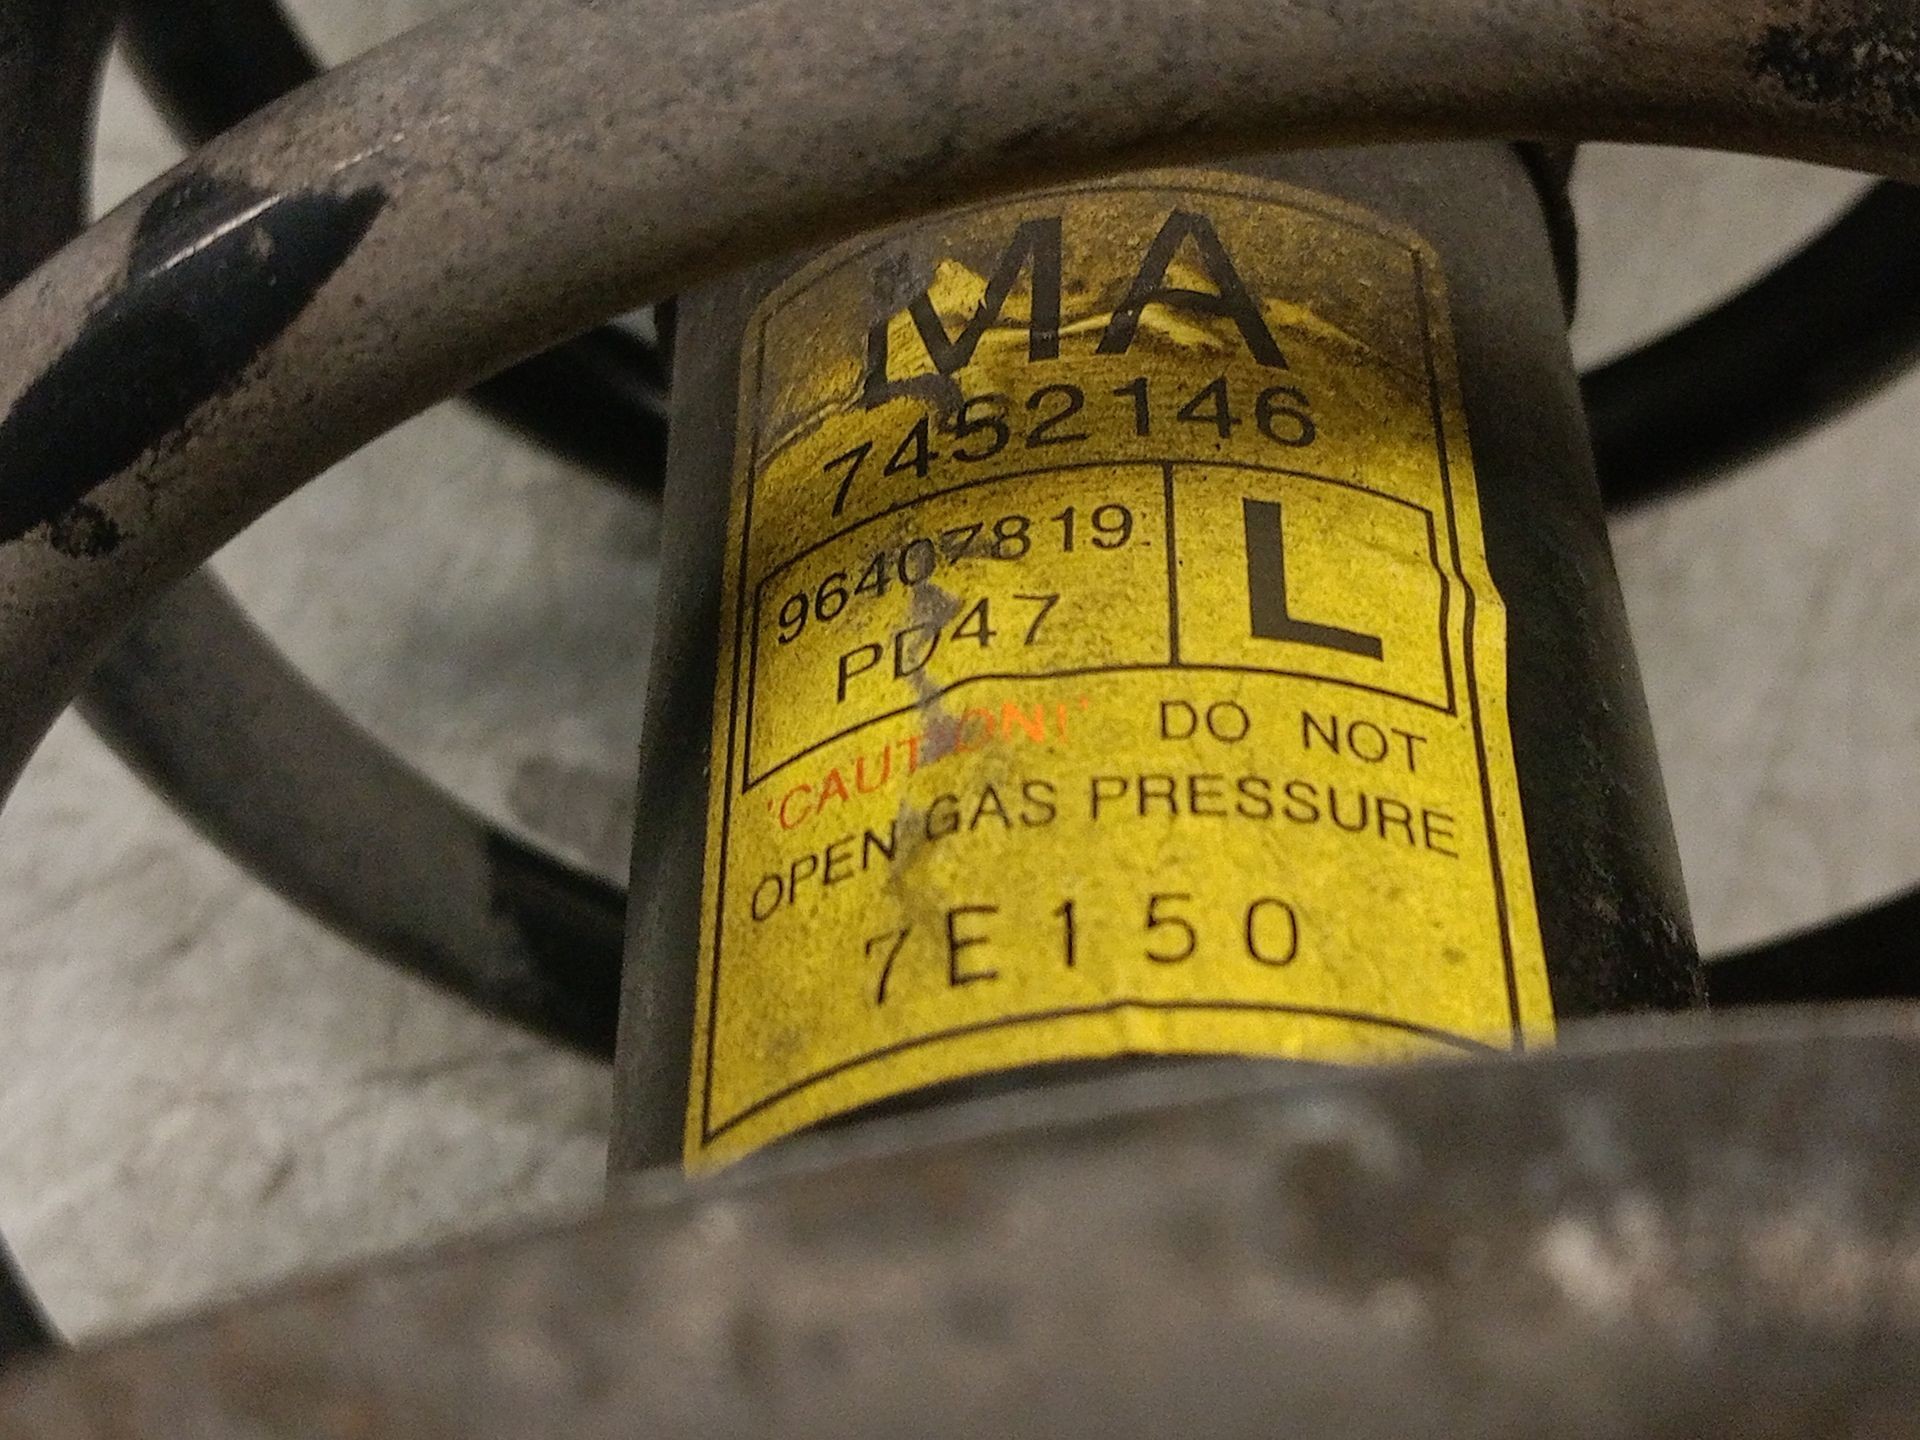 MA
7452146
96407819
PD47
L
'CAUTION!' DO NOT
OPEN GAS PRESSURE
7E150